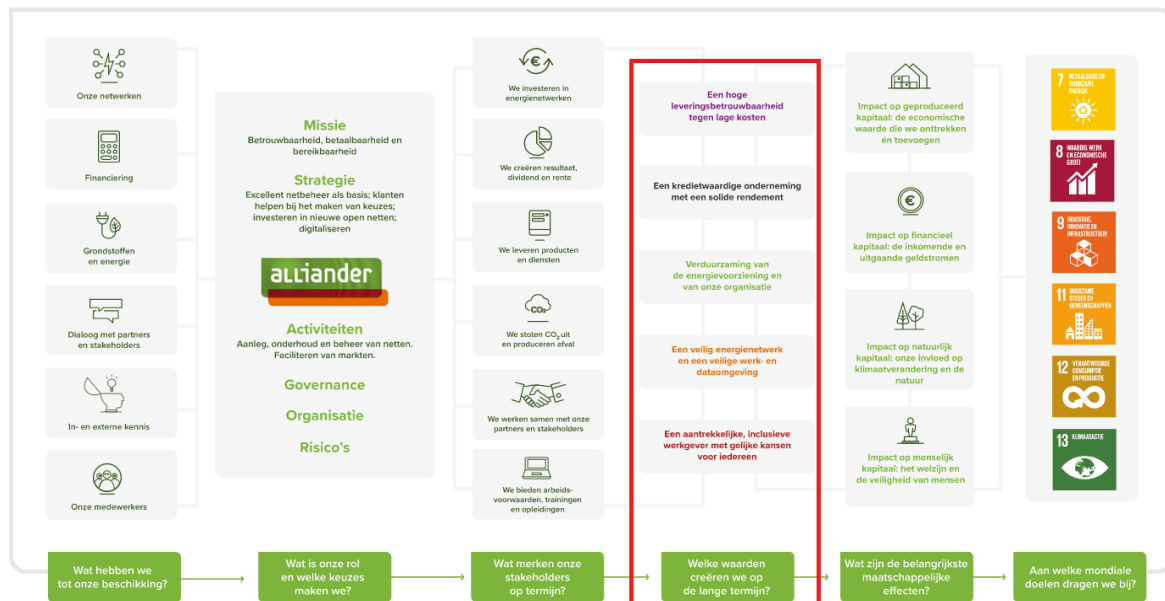 Onze netwerken
Financiering
Grondstoffen
en energie
Dialoog met partners
en stakeholders
In- en externe kennis
Onze medewerkers
Wat hebben we
tot onze beschikking?
Missie
Betrouwbaarheid, betaalbaarheid en
bereikbaarheid
Strategie
Excellent netbeheer als basis; klanten
helpen bij het maken van keuzes;
investeren in nieuwe open netten;
digitaliseren
alliander
Activiteiten
Aanleg, onderhoud en beheer van netten.
Faciliteren van markten.
Governance
Organisatie
Risico's
Wat is onze rol
en welke keuzes
maken we?
€
We investeren in
energienetwerken
We creëren resultaat,
dividend en rente
We leveren producten
en diensten
CO₂
We stoten CO₂ uit
en produceren afval
We werken samen met onze
partners en stakeholders
We bieden arbeids-
voorwaarden, trainingen
en opleidingen
Wat merken onze
stakeholders
op termijn?
Een hoge
leveringsbetrouwbaarheid
tegen lage kosten
Een kredietwaardige onderneming
met een solide rendement
Verduurzaming van
de energievoorziening en
van onze organisatie
Een veilig energienetwerk
en een veilige werk- en
dataomgeving
Een aantrekkelijke, inclusieve
werkgever met gelijke kansen
voor iedereen
Welke waarden
creëren we op
de lange termijn?
Impact op geproduceerd
kapitaal: de economische
waarde die we onttrekken
én toevoegen
€
Impact op financieel
kapitaal: de inkomende en
uitgaande geldstromen
Impact op natuurlijk
kapitaal: onze invloed op
klimaatverandering en de
natuur
Impact op menselijk
kapitaal: het welzijn en
de veiligheid van mensen
Wat zijn de belangrijkste
maatschappelijke
effecten?
7 BETAALBARE EN
DUURZAME
ENERGIE
8 WAARDIG WERK
EN ECONOMISCHE
GROEI
9 INDUSTRIE,
INNOVATIE EN
INFRASTRUCTUUR
11 DUURZAME
STEDEN EN
GEMEENSCHAPPEN
12 VERANTWOORDE
CONSUMPTIE
EN PRODUCTIE
13 KLIMAATACTIE
Aan welke mondiale
doelen dragen we bij?